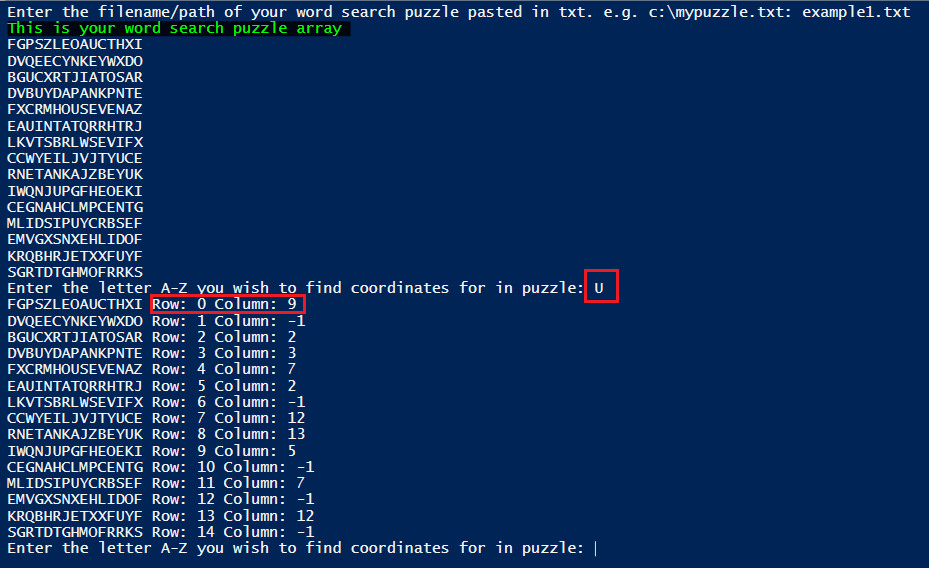 Enter the filename/path of your word search puzzle pasted in txt. e.g. c:\mypuzzle.txt: example1.txt
This is your word search puzzle array
FGPSZLEOAUCTHXI
DVQEECYNKEYWXDO
BGUCXRTJIATOSAR
DVBUYDAPANKPNTE
FXCRMHOUSEVENAZ
EAUINTATQRRHTRJ
LKVTSBRLWSEVIFX
CCWYEILJVJTYUCE
RNETANKAJZBEYUK
IWQNJUPGFHEOEKI
CEGNAHCLMPCENTG
MLIDSIPUYCRBSEF
EMVGXSNXEHLIDOF
KRQBHRJETXXFUYF
SGRTDTGHMOFRRKS
Enter the letter A-Z you wish to find coordinates for in puzzle: U
FGPSZLEOAUCTHXI Row: 0 Column: 9
DVQEECYNKEYWXDO Row: 1 Column: -1
BGUCXRTJIATOSAR Row: 2 Column: 2
DVBUYDAPANKPNTE Row: 3 Column: 3
FXCRMHOUSEVENAZ Row: 4 Column: 7
EAUINTATQRRHTRJ Row: 5 Column: 2
LKVTSBRLWSEVIFX Row: 6 Column: -1
CCWYEILJVJTYUCE Row: 7 Column: 12
RNETANKAJZBEYUK Row: 8 Column: 13
IWQNJUPGFHEOEKI Row: 9 Column: 5
CEGNAHCLMPCENTG Row: 10 Column: -1
MLIDSIPUYCRBSEF Row: 11 Column: 7
EMVGXSNXEHLIDOF Row: 12 Column: -1
KRQBHRJETXXFUYF Row: 13 Column: 12
SGRTDTGHMOFRRKS Row: 14 Column: -1
Enter the letter A-Z you wish to find coordinates for in puzzle: